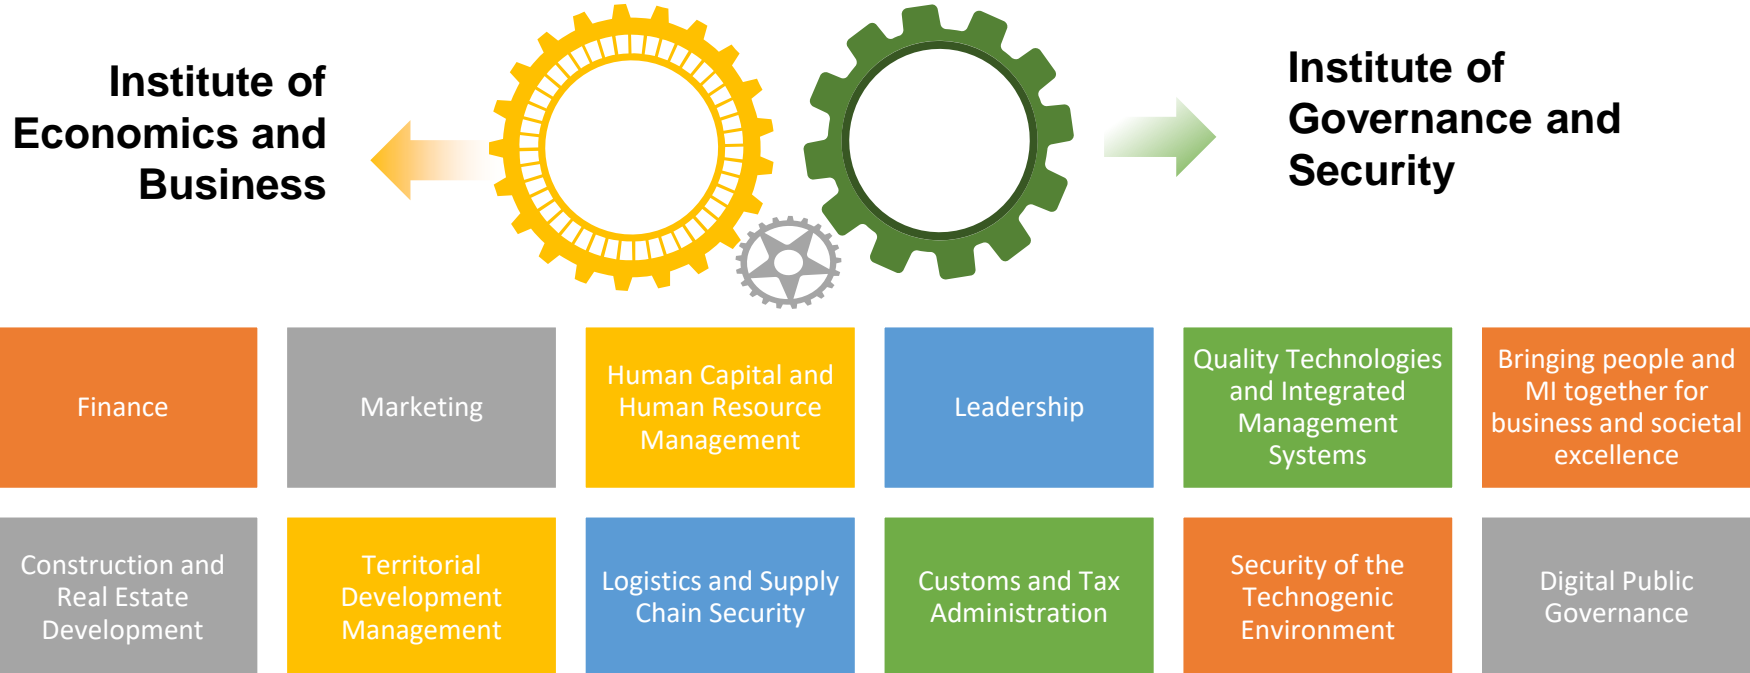 Institute of
Economics and
Business
Institute of
Governance and
Security
Finance
Marketing
Human Capital and
Human Resource
Management
Leadership
Quality Technologies
and Integrated
Management
Systems
Bringing people and
MI together for
business and societal
excellence
Construction and
Real Estate
Development
Territorial
Development
Management
Logistics and Supply
Chain Security
Customs and Tax
Administration
Security of the
Technogenic
Environment
Digital Public
Governance